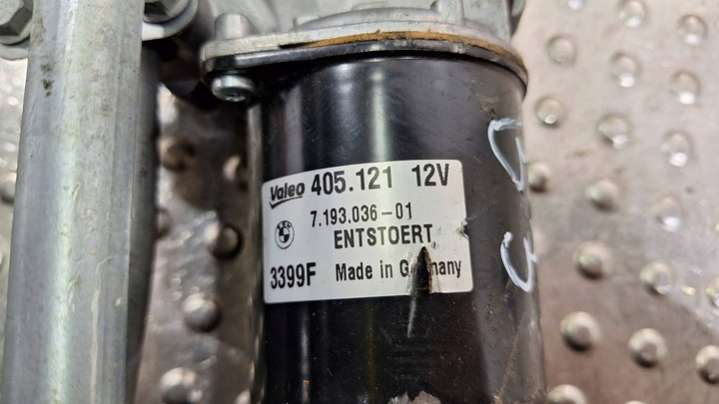 Valeo 405.121 12V
7.193.036-01
ENTSTOERT
3399F Made in Germany